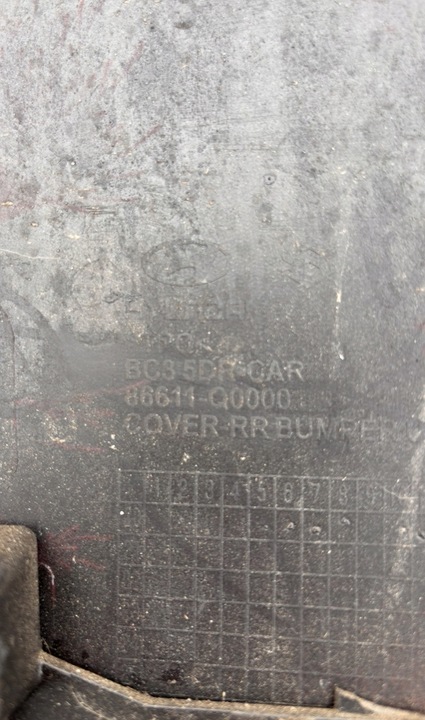 BC3 5DR-CAR
86611-Q0000
COVER-RR BUMPER
1 2 3 4 5 6 7 8 9